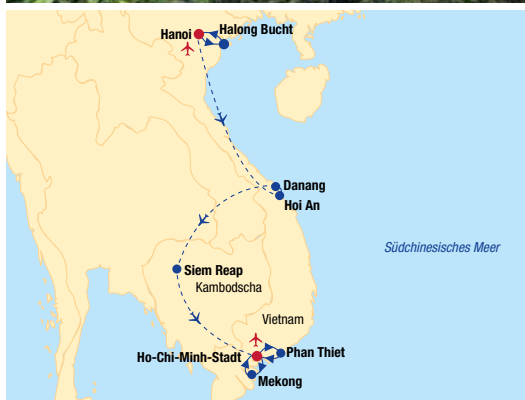 Hanoi
Halong Bucht
Danang
Hoi An
Südchinesisches Meer
Siem Reap
Kambodscha
Vietnam
Ho-Chi-Minh-Stadt
Phan Thiet
Mekong